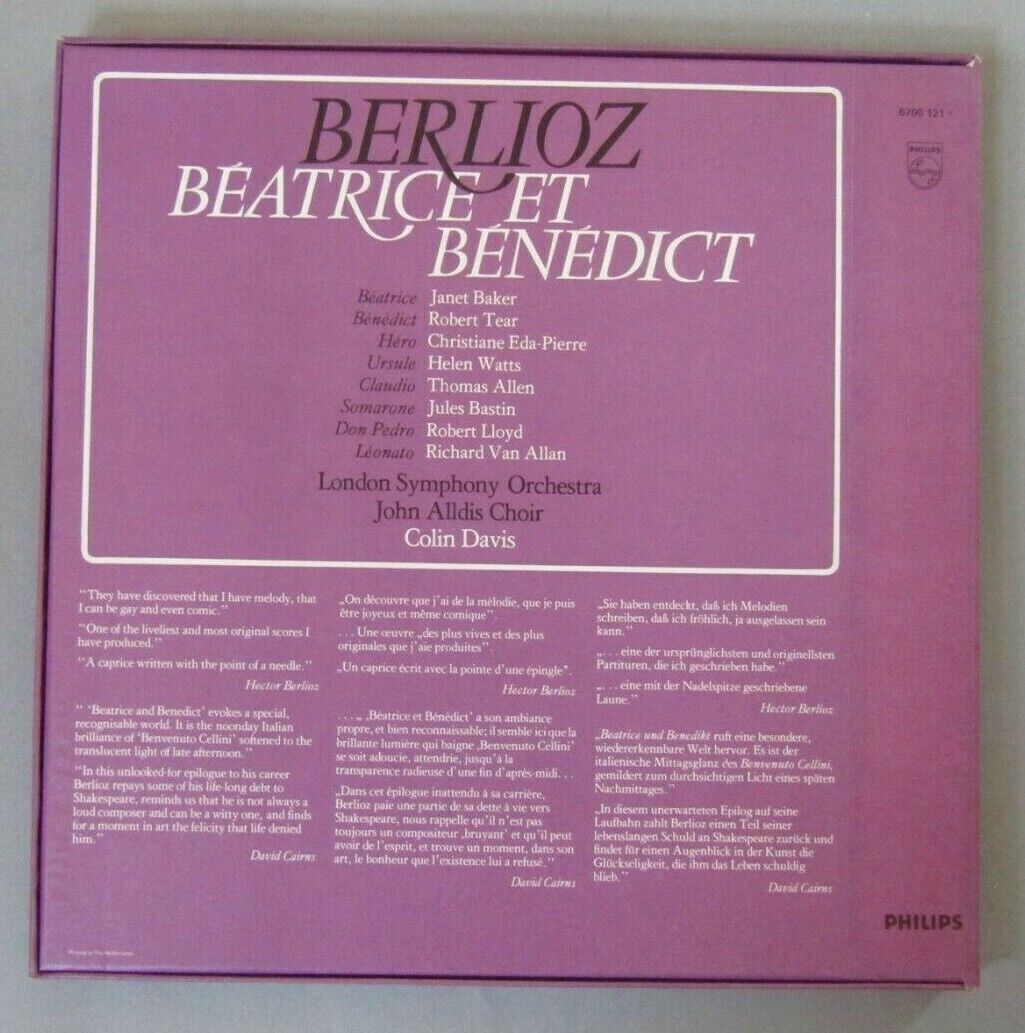 BERLIOZ
BÉATRICE ET
BÉNÉDICT
6700 121
PHILIPS
Béatrice Janet Baker
Bénédict Robert Tear
Héro Christiane Eda-Pierre
Ursule Helen Watts
Claudio Thomas Allen
Somarone Jules Bastin
Don Pedro Robert Lloyd
Léonato Richard Van Allan
London Symphony Orchestra
John Alldis Choir
Colin Davis
"They have discovered that I have melody, that
I can be gay and even comic."
"One of the liveliest and most original scores I
have produced."
"A caprice written with the point of a needle."
Hector Berlioz
" 'Beatrice and Benedict' evokes a special,
recognisable world. It is the noonday Italian
brilliance of 'Benvenuto Cellini' softened to the
translucent light of late afternoon."
"In this unlooked-for epilogue to his career
Berlioz repays some of his life-long debt to
Shakespeare, reminds us that he is not always a
loud composer and can be a witty one, and finds
for a moment in art the felicity that life denied
him."
David Cairns
„On découvre que j'ai de la mélodie, que je puis
être joyeux et même comique".
. . . Une œuvre „des plus vives et des plus
originales que j'aie produites".
„Un caprice écrit avec la pointe d'une épingle".
Hector Berlioz
. . . „ ‚Béatrice et Bénédict' a son ambiance
propre, et bien reconnaissable; il semble ici que la
brillante lumière qui baigne ‚Benvenuto Cellini'
se soit adoucie, attendrie, jusqu'à la
transparence radieuse d'une fin d'après-midi. . .
„Dans cet épilogue inattendu à sa carrière,
Berlioz paie une partie de sa dette à vie vers
Shakespeare, nous rappelle qu'il n'est pas
toujours un compositeur ‚bruyant' et qu'il peut
avoir de l'esprit, et trouve un moment, dans son
art, le bonheur que l'existence lui a refusé."
David Cairns
„Sie haben entdeckt, daß ich Melodien
schreiben, daß ich fröhlich, ja ausgelassen sein
kann."
„. . . eine der ursprünglichsten und originellsten
Partituren, die ich geschrieben habe."
„. . . eine mit der Nadelspitze geschriebene
Laune."
Hector Berlioz
„Beatrice und Benedikt ruft eine besondere,
wiedererkennbare Welt hervor. Es ist der
italienische Mittagsglanz des Benvenuto Cellini,
gemildert zum durchsichtigen Licht eines späten
Nachmittages."
„In diesem unerwarteten Epilog auf seine
Laufbahn zahlt Berlioz einen Teil seiner
lebenslangen Schuld an Shakespeare zurück und
findet für einen Augenblick in der Kunst die
Glückseligkeit, die ihm das Leben schuldig
blieb."
David Cairns
PHILIPS
Printed in The Netherlands